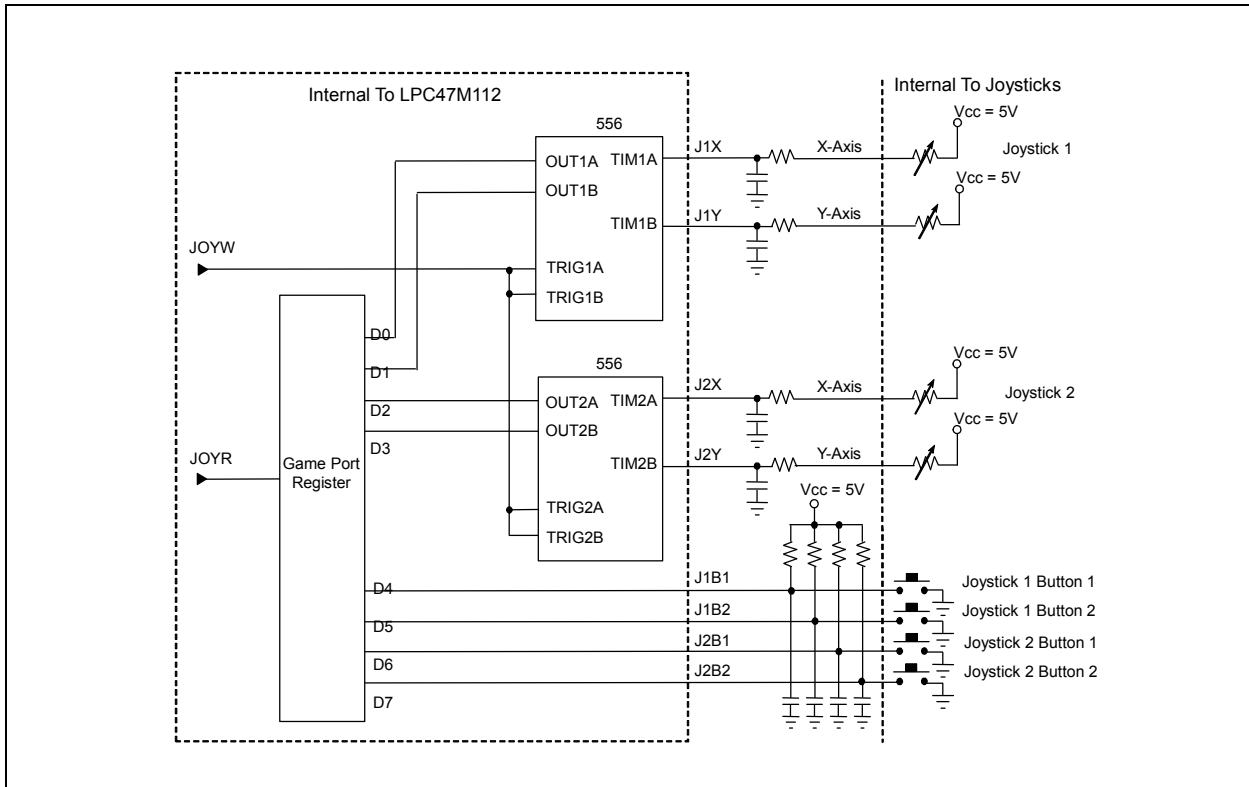 Internal To LPC47M112
Internal To Joysticks
Vcc = 5V
556
J1X
X-Axis
Joystick 1
OUT1A TIM1A
OUT1B
Vcc = 5V
TIM1B
J1Y
Y-Axis
JOYW
TRIG1A
TRIG1B
D0
D1
556
Vcc = 5V
J2X
X-Axis
Joystick 2
D2
OUT2A TIM2A
Vcc = 5V
D3
OUT2B
JOYR
Game Port
Register
TIM2B
J2Y
Y-Axis
Vcc = 5V
TRIG2A
TRIG2B
D4
J1B1
Joystick 1 Button 1
D5
J1B2
Joystick 1 Button 2
D6
J2B1
Joystick 2 Button 1
D7
J2B2
Joystick 2 Button 2